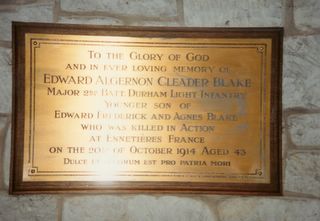 TO THE GLORY OF GOD
AND IN EVER LOVING MEMORY OF
EDWARD ALGERNON CLEADER BLAKE
MAJOR 2ND BATT DURHAM LIGHT INFANTRY
YOUNGER SON OF
EDWARD FREDERICK AND AGNES BLAKE
WHO WAS KILLED IN ACTION
AT ENNETIÈRES FRANCE
ON THE 20TH OF OCTOBER 1914 AGED 43
DULCE ET DECORUM EST PRO PATRIA MORI